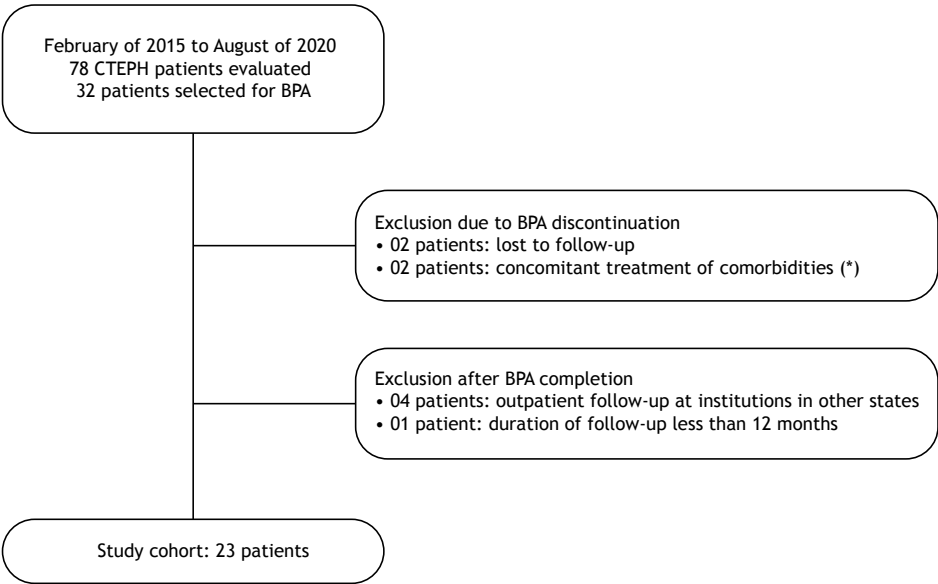 February of 2015 to August of 2020
78 CTEPH patients evaluated
32 patients selected for BPA
Exclusion due to BPA discontinuation
• 02 patients: lost to follow-up
• 02 patients: concomitant treatment of comorbidities (*)
Exclusion after BPA completion
• 04 patients: outpatient follow-up at institutions in other states
• 01 patient: duration of follow-up less than 12 months
Study cohort: 23 patients